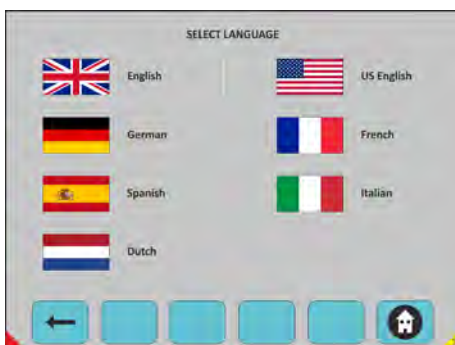 SELECT LANGUAGE
English
US English
German
French
Spanish
Italian
Dutch